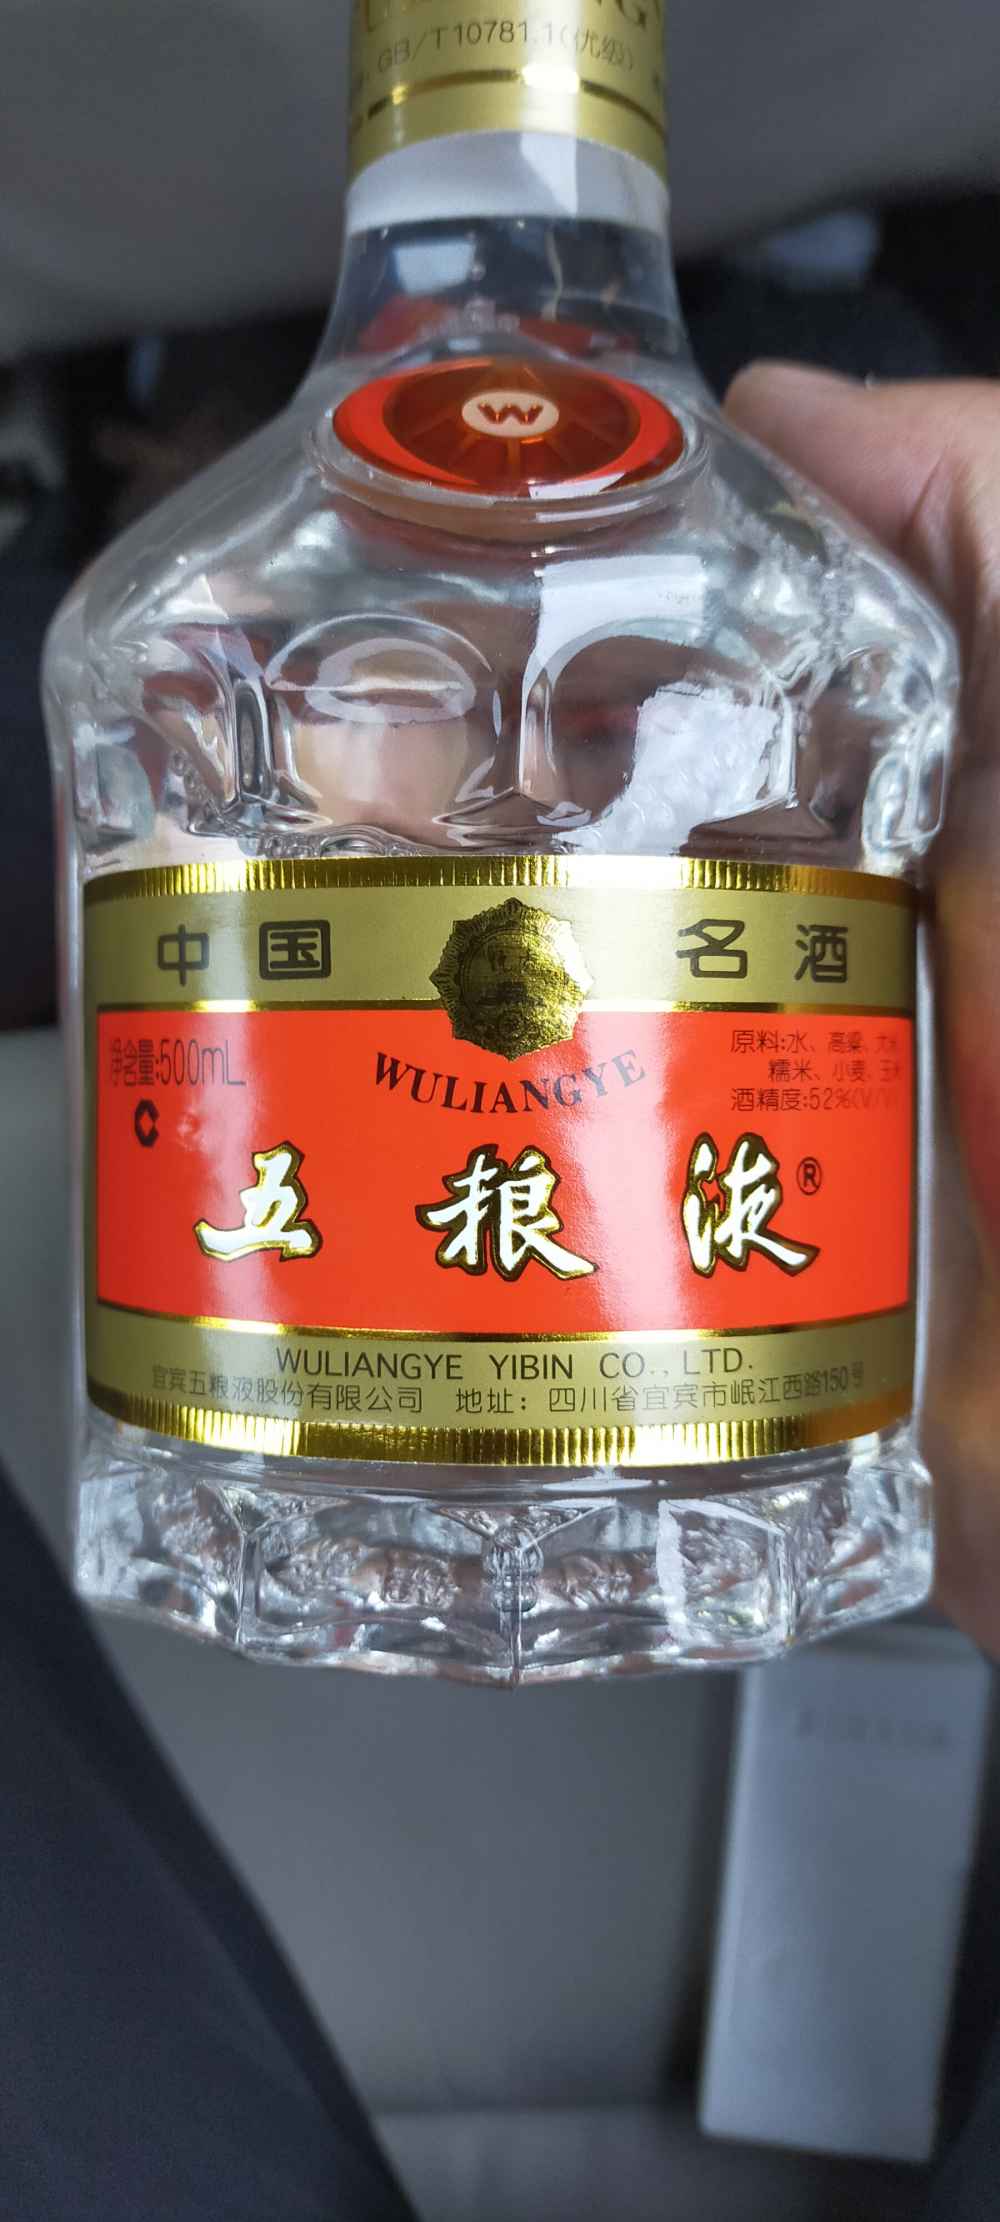 GB/T10781.1(优级)
W
中国 名酒
净含量:500mL
WULIANGYE
原料:水、高粱、大米
糯米、小麦、玉米
酒精度:52%(V/V)
五粮液®
WULIANGYE YIBIN CO., LTD.
宜宾五粮液股份有限公司 地址：四川省宜宾市岷江西路150号